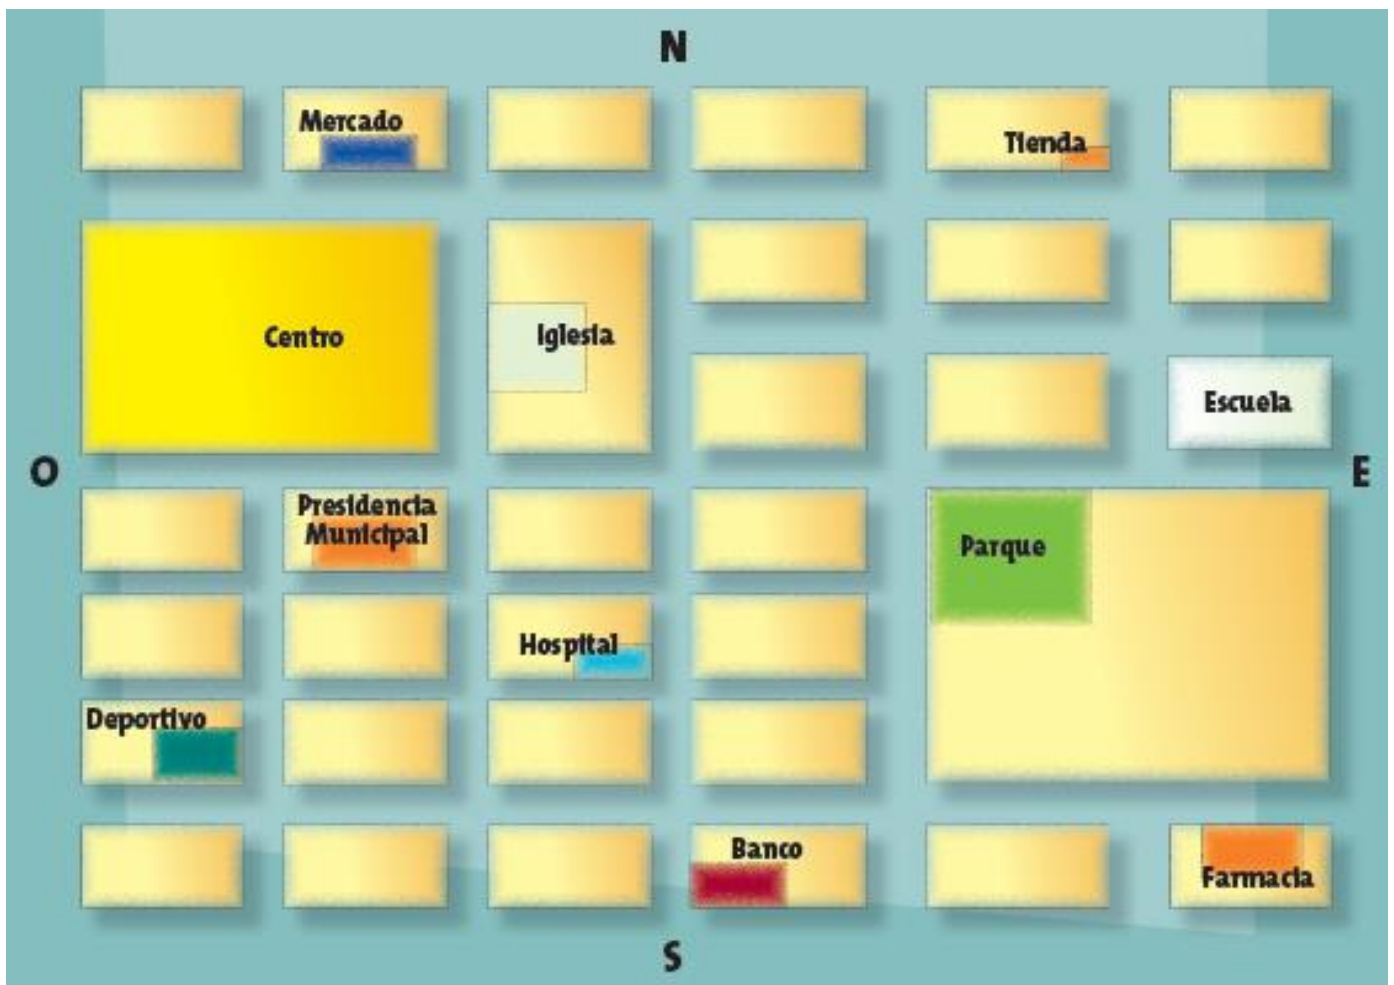 N
Mercado
Tienda
Centro
Iglesia
Escuela
O
E
Presidencia
Municipal
Parque
Hospital
Deportivo
Banco
Farmacia
S